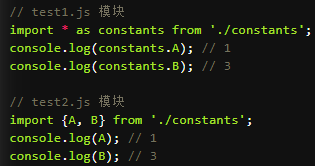 // test1.js 模块
import * as constants from './constants';
console.log(constants.A); // 1
console.log(constants.B); // 3
// test2.js 模块
import {A, B} from './constants';
console.log(A); // 1
console.log(B); // 3